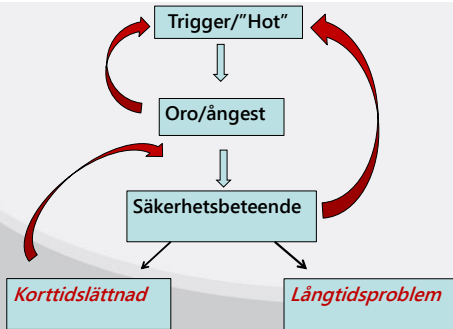 Trigger/"Hot"
Oro/ångest
Säkerhetsbeteende
Korttidslättnad
Långtidsproblem